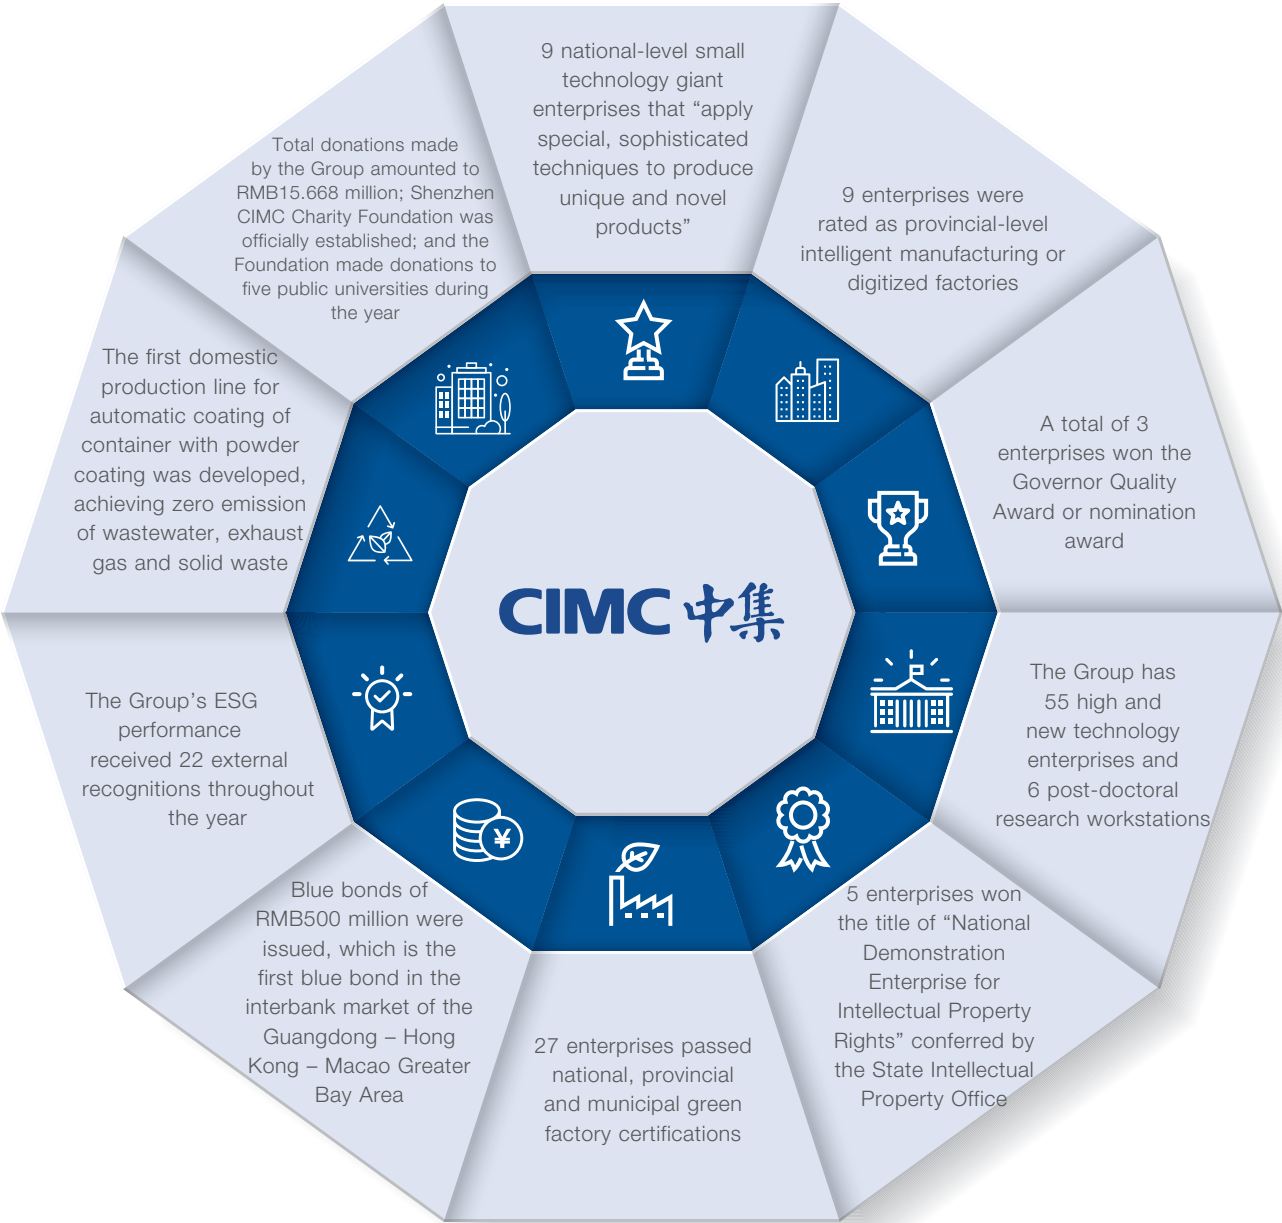 9 national-level small
technology giant
enterprises that “apply
special, sophisticated
techniques to produce
unique and novel
products”
9 enterprises were
rated as provincial-level
intelligent manufacturing or
digitized factories
A total of 3
enterprises won the
Governor Quality
Award or nomination
award
The Group has
55 high and
new technology
enterprises and
6 post-doctoral
research workstations
5 enterprises won
the title of “National
Demonstration
Enterprise for
Intellectual Property
Rights” conferred by
the State Intellectual
Property Office
27 enterprises passed
national, provincial
and municipal green
factory certifications
Blue bonds of
RMB500 million were
issued, which is the
first blue bond in the
interbank market of the
Guangdong – Hong
Kong – Macao Greater
Bay Area
The Group’s ESG
performance
received 22 external
recognitions throughout
the year
The first domestic
production line for
automatic coating of
container with powder
coating was developed,
achieving zero emission
of wastewater, exhaust
gas and solid waste
Total donations made
by the Group amounted to
RMB15.668 million; Shenzhen
CIMC Charity Foundation was
officially established; and the
Foundation made donations to
five public universities during
the year
CIMC 中集
¥